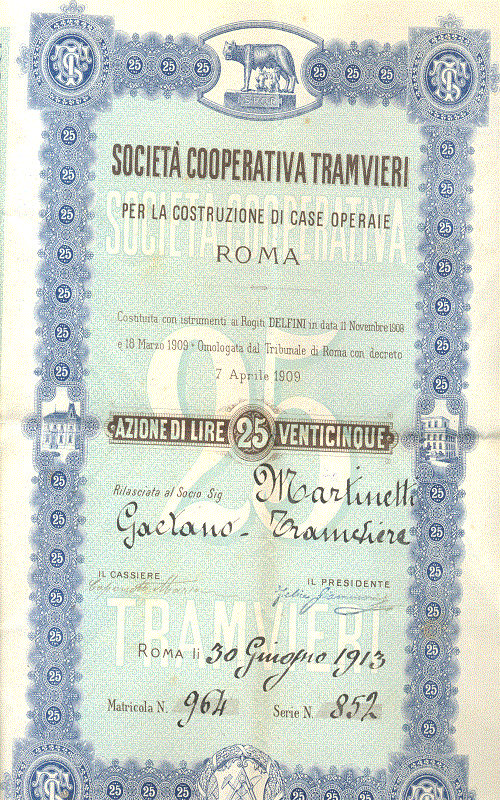 S.P.Q.R.
SOCIETÀ COOPERATIVA TRAMVIERI
PER LA COSTRUZIONE DI CASE OPERAIE
SOCIETÀ COOPERATIVA
ROMA
Costituita con istrumenti ai Rogiti DELFINI in data 11 Novembre 1908
e 18 Marzo 1909 - Omologata dal Tribunale di Roma con decreto
7 Aprile 1909
25
AZIONE DI LIRE 25 VENTICINQUE
Rilasciata al Socio Sig. Martinetti
Gaetano - Tramviere
IL CASSIERE IL PRESIDENTE
TRAMVIERI
ROMA li 30 Giugno 1913
Matricola N. 964 Serie N. 852